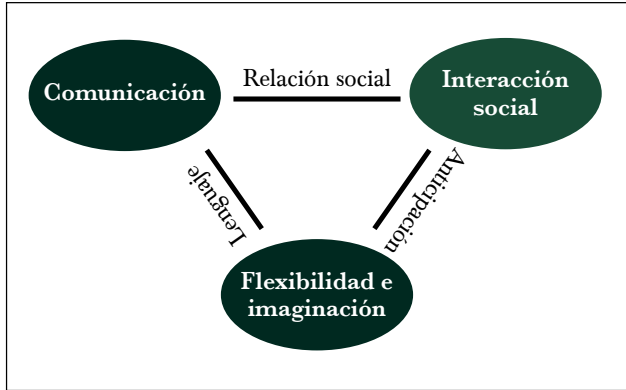 Comunicación
Relación social
Interacción
social
Lenguaje
Anticipación
Flexibilidad e
imaginación